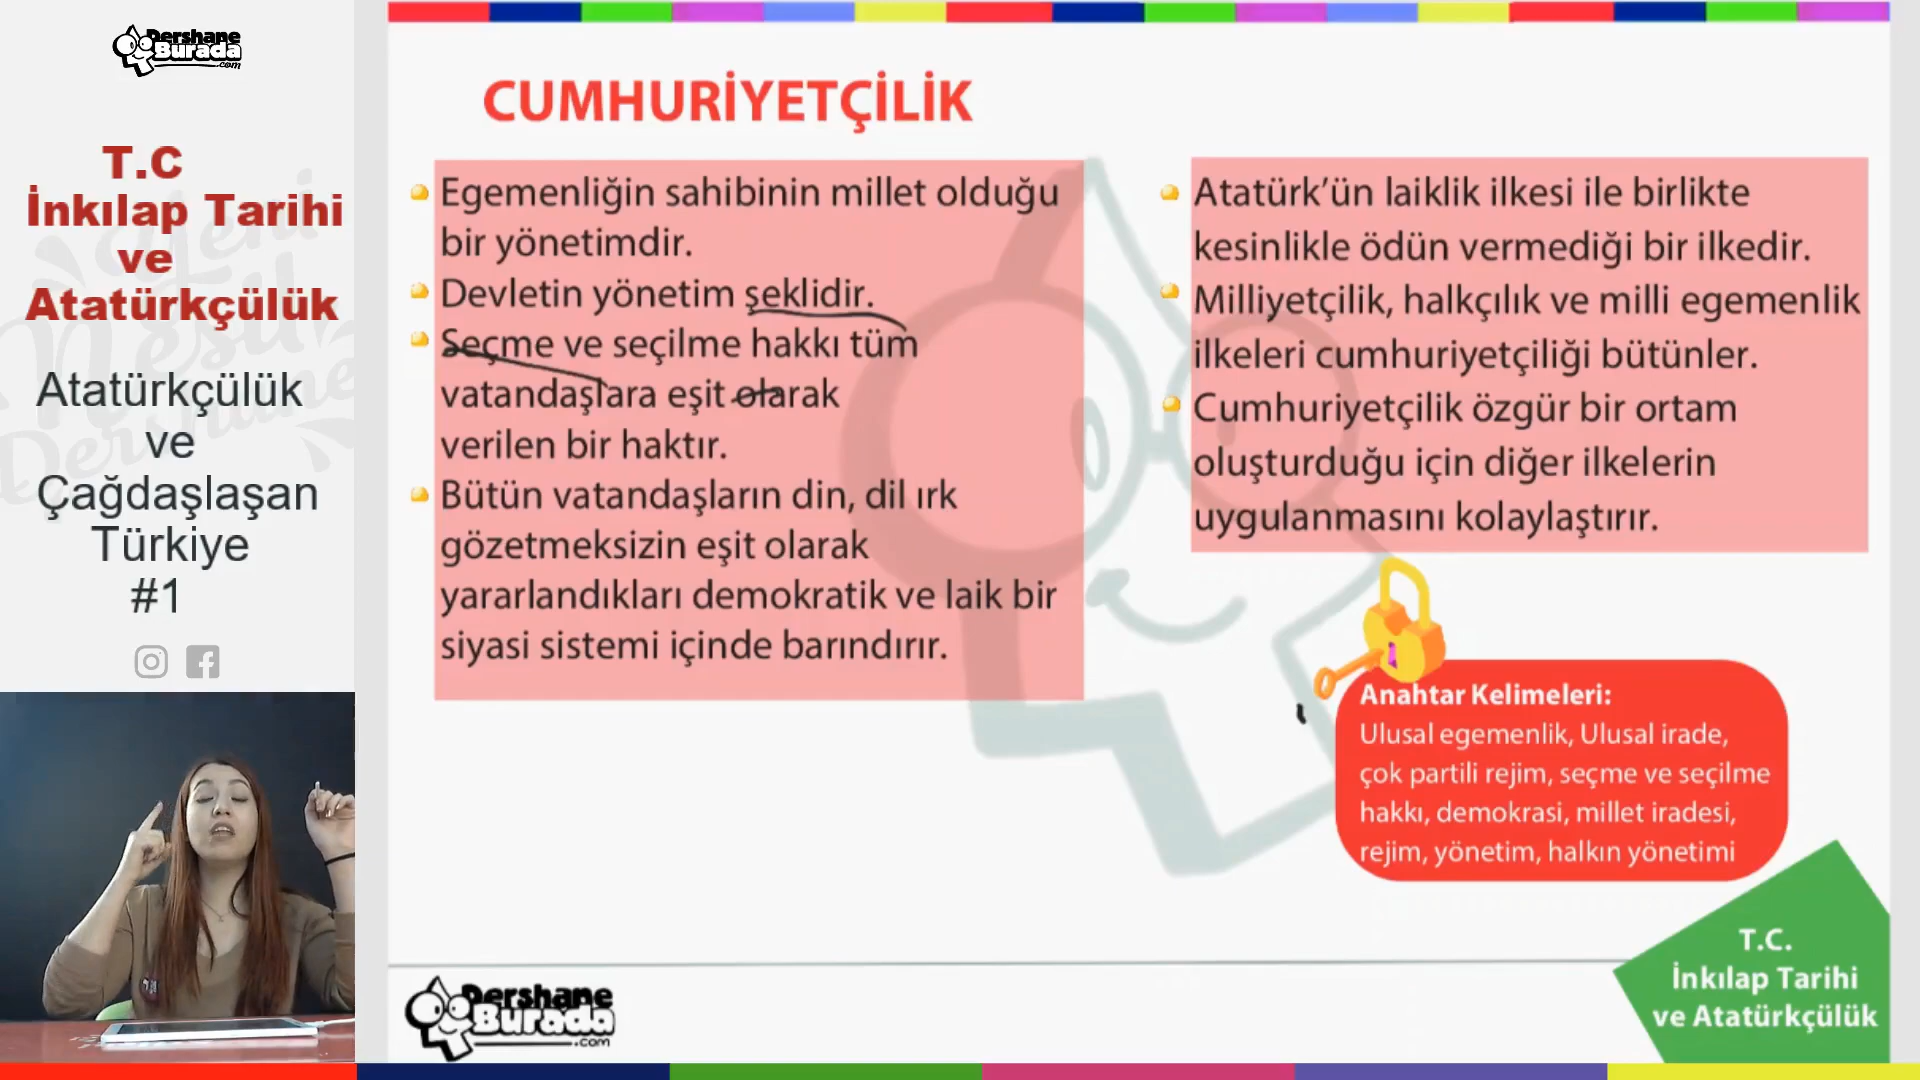 Dershane
Burada
.com
T.C
İnkılap Tarihi
ve
Atatürkçülük
Atatürkçülük
ve
Çağdaşlaşan
Türkiye
#1
CUMHURİYETÇİLİK
Egemenliğin sahibinin millet olduğu
bir yönetimdir.
Devletin yönetim şeklidir.
Seçme ve seçilme hakkı tüm
vatandaşlara eşit olarak
verilen bir haktır.
Bütün vatandaşların din, dil ırk
gözetmeksizin eşit olarak
yararlandıkları demokratik ve laik bir
siyasi sistemi içinde barındırır.
Atatürk’ün laiklik ilkesi ile birlikte
kesinlikle ödün vermediği bir ilkedir.
Milliyetçilik, halkçılık ve milli egemenlik
ilkeleri cumhuriyetçiliği bütünler.
Cumhuriyetçilik özgür bir ortam
oluşturduğu için diğer ilkelerin
uygulanmasını kolaylaştırır.
Anahtar Kelimeleri:
Ulusal egemenlik, Ulusal irade,
çok partili rejim, seçme ve seçilme
hakkı, demokrasi, millet iradesi,
rejim, yönetim, halkın yönetimi
T.C.
İnkılap Tarihi
ve Atatürkçülük
Dershane
Burada
.com
Yeni
Nesil
Dershane